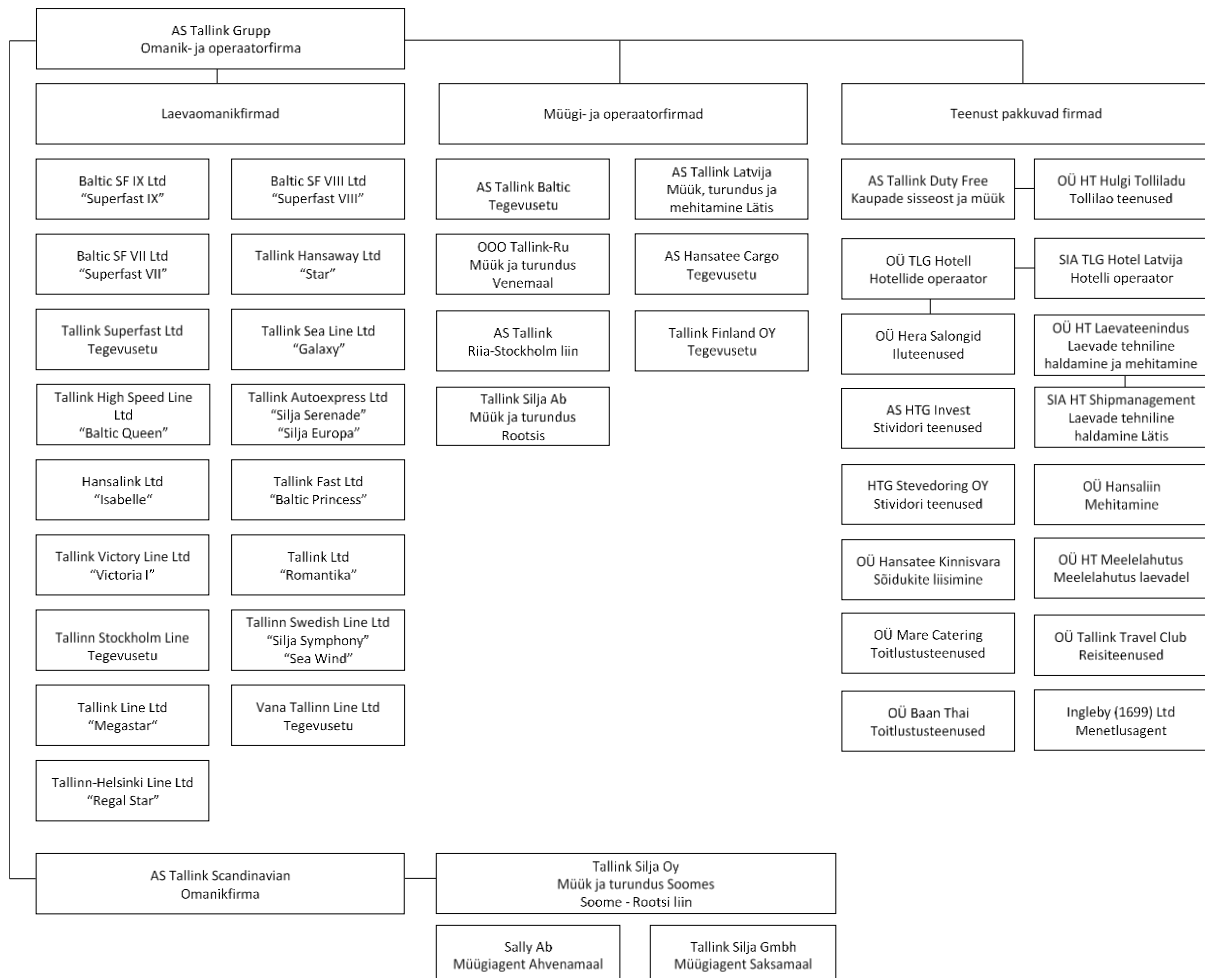 AS Tallink Grupp
Omanik- ja operaatorfirma
Laevaomanikfirmad
Baltic SF IX Ltd
“Superfast IX”
Baltic SF VIII Ltd
“Superfast VIII”
Baltic SF VII Ltd
“Superfast VII”
Tallink Hansaway Ltd
“Star”
Tallink Superfast Ltd
Tegevusetu
Tallink Sea Line Ltd
“Galaxy”
Tallink High Speed Line
Ltd
“Baltic Queen”
Tallink Autoexpress Ltd
“Silja Serenade”
“Silja Europa”
Hansalink Ltd
“Isabelle“
Tallink Fast Ltd
“Baltic Princess”
Tallink Victory Line Ltd
“Victoria I”
Tallink Ltd
“Romantika”
Tallinn Stockholm Line
Tegevusetu
Tallinn Swedish Line Ltd
“Silja Symphony”
“Sea Wind”
Tallink Line Ltd
“Megastar“
Vana Tallinn Line Ltd
Tegevusetu
Tallinn-Helsinki Line Ltd
“Regal Star”
Müügi- ja operaatorfirmad
AS Tallink Baltic
Tegevusetu
AS Tallink Latvija
Müük, turundus ja
mehitamine Lätis
OOO Tallink-Ru
Müük ja turundus
Venemaal
AS Hansatee Cargo
Tegevusetu
AS Tallink
Riia-Stockholm liin
Tallink Finland OY
Tegevusetu
Tallink Silja Ab
Müük ja turundus
Rootsis
Teenust pakkuvad firmad
AS Tallink Duty Free
Kaupade sisseost ja müük
OÜ HT Hulgi Tolliladu
Tollilao teenused
OÜ TLG Hotell
Hotellide operaator
SIA TLG Hotel Latvija
Hotelli operaator
OÜ Hera Salongid
Iluteenused
OÜ HT Laevateenindus
Laevade tehniline
haldamine ja mehitamine
AS HTG Invest
Stividori teenused
SIA HT Shipmanagement
Laevade tehniline
haldamine Lätis
HTG Stevedoring OY
Stividori teenused
OÜ Hansaliin
Mehitamine
OÜ Hansatee Kinnisvara
Sõidukite liisimine
OÜ HT Meelelahutus
Meelelahutus laevadel
OÜ Mare Catering
Toitlustusteenused
OÜ Tallink Travel Club
Reisiteenused
OÜ Baan Thai
Toitlustusteenused
Ingleby (1699) Ltd
Menetlusagent
AS Tallink Scandinavian
Omanikfirma
Tallink Silja Oy
Müük ja turundus Soomes
Soome - Rootsi liin
Sally Ab
Müügiagent Ahvenamaal
Tallink Silja Gmbh
Müügiagent Saksamaal